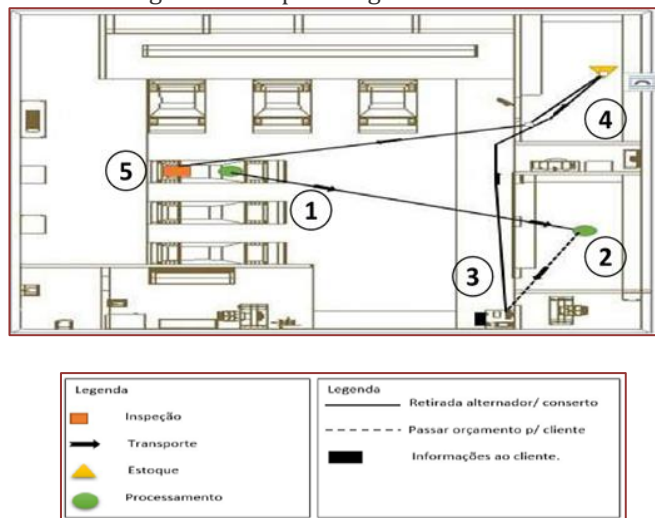 4
5
1
2
3
Legenda
Inspeção
Transporte
Estoque
Processamento
Legenda
Retirada alternador/ conserto
Passar orçamento p/ cliente
Informações ao cliente.